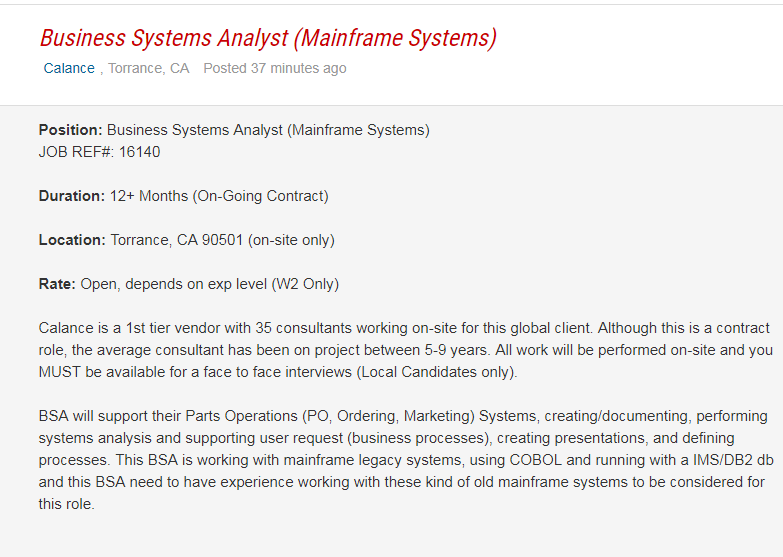 Business Systems Analyst (Mainframe Systems)
Calance , Torrance, CA Posted 37 minutes ago
Position: Business Systems Analyst (Mainframe Systems)
JOB REF#: 16140
Duration: 12+ Months (On-Going Contract)
Location: Torrance, CA 90501 (on-site only)
Rate: Open, depends on exp level (W2 Only)
Calance is a 1st tier vendor with 35 consultants working on-site for this global client. Although this is a contract
role, the average consultant has been on project between 5-9 years. All work will be performed on-site and you
MUST be available for a face to face interviews (Local Candidates only).
BSA will support their Parts Operations (PO, Ordering, Marketing) Systems, creating/documenting, performing
systems analysis and supporting user request (business processes), creating presentations, and defining
processes. This BSA is working with mainframe legacy systems, using COBOL and running with a IMS/DB2 db
and this BSA need to have experience working with these kind of old mainframe systems to be considered for
this role.